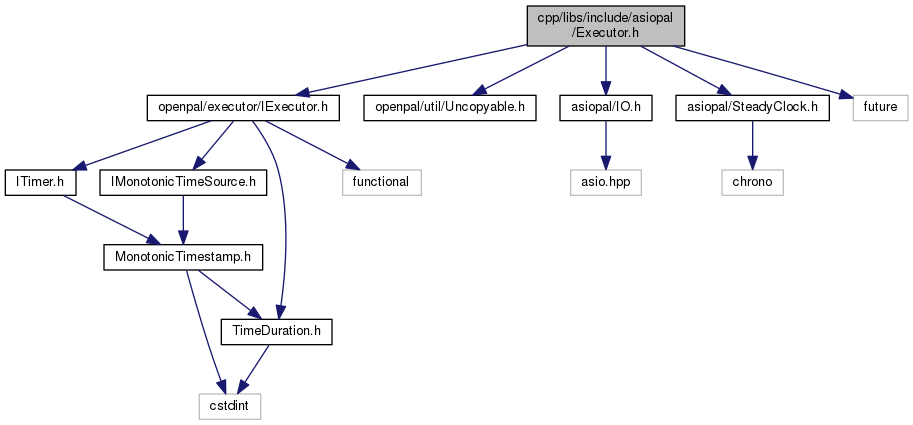 cpp/libs/include/asiopal
/Executor.h
openpal/executor/IExecutor.h
openpal/util/Uncopyable.h
asiopal/IO.h
asiopal/SteadyClock.h
future
ITimer.h
IMonotonicTimeSource.h
functional
asio.hpp
chrono
MonotonicTimestamp.h
TimeDuration.h
cstdint